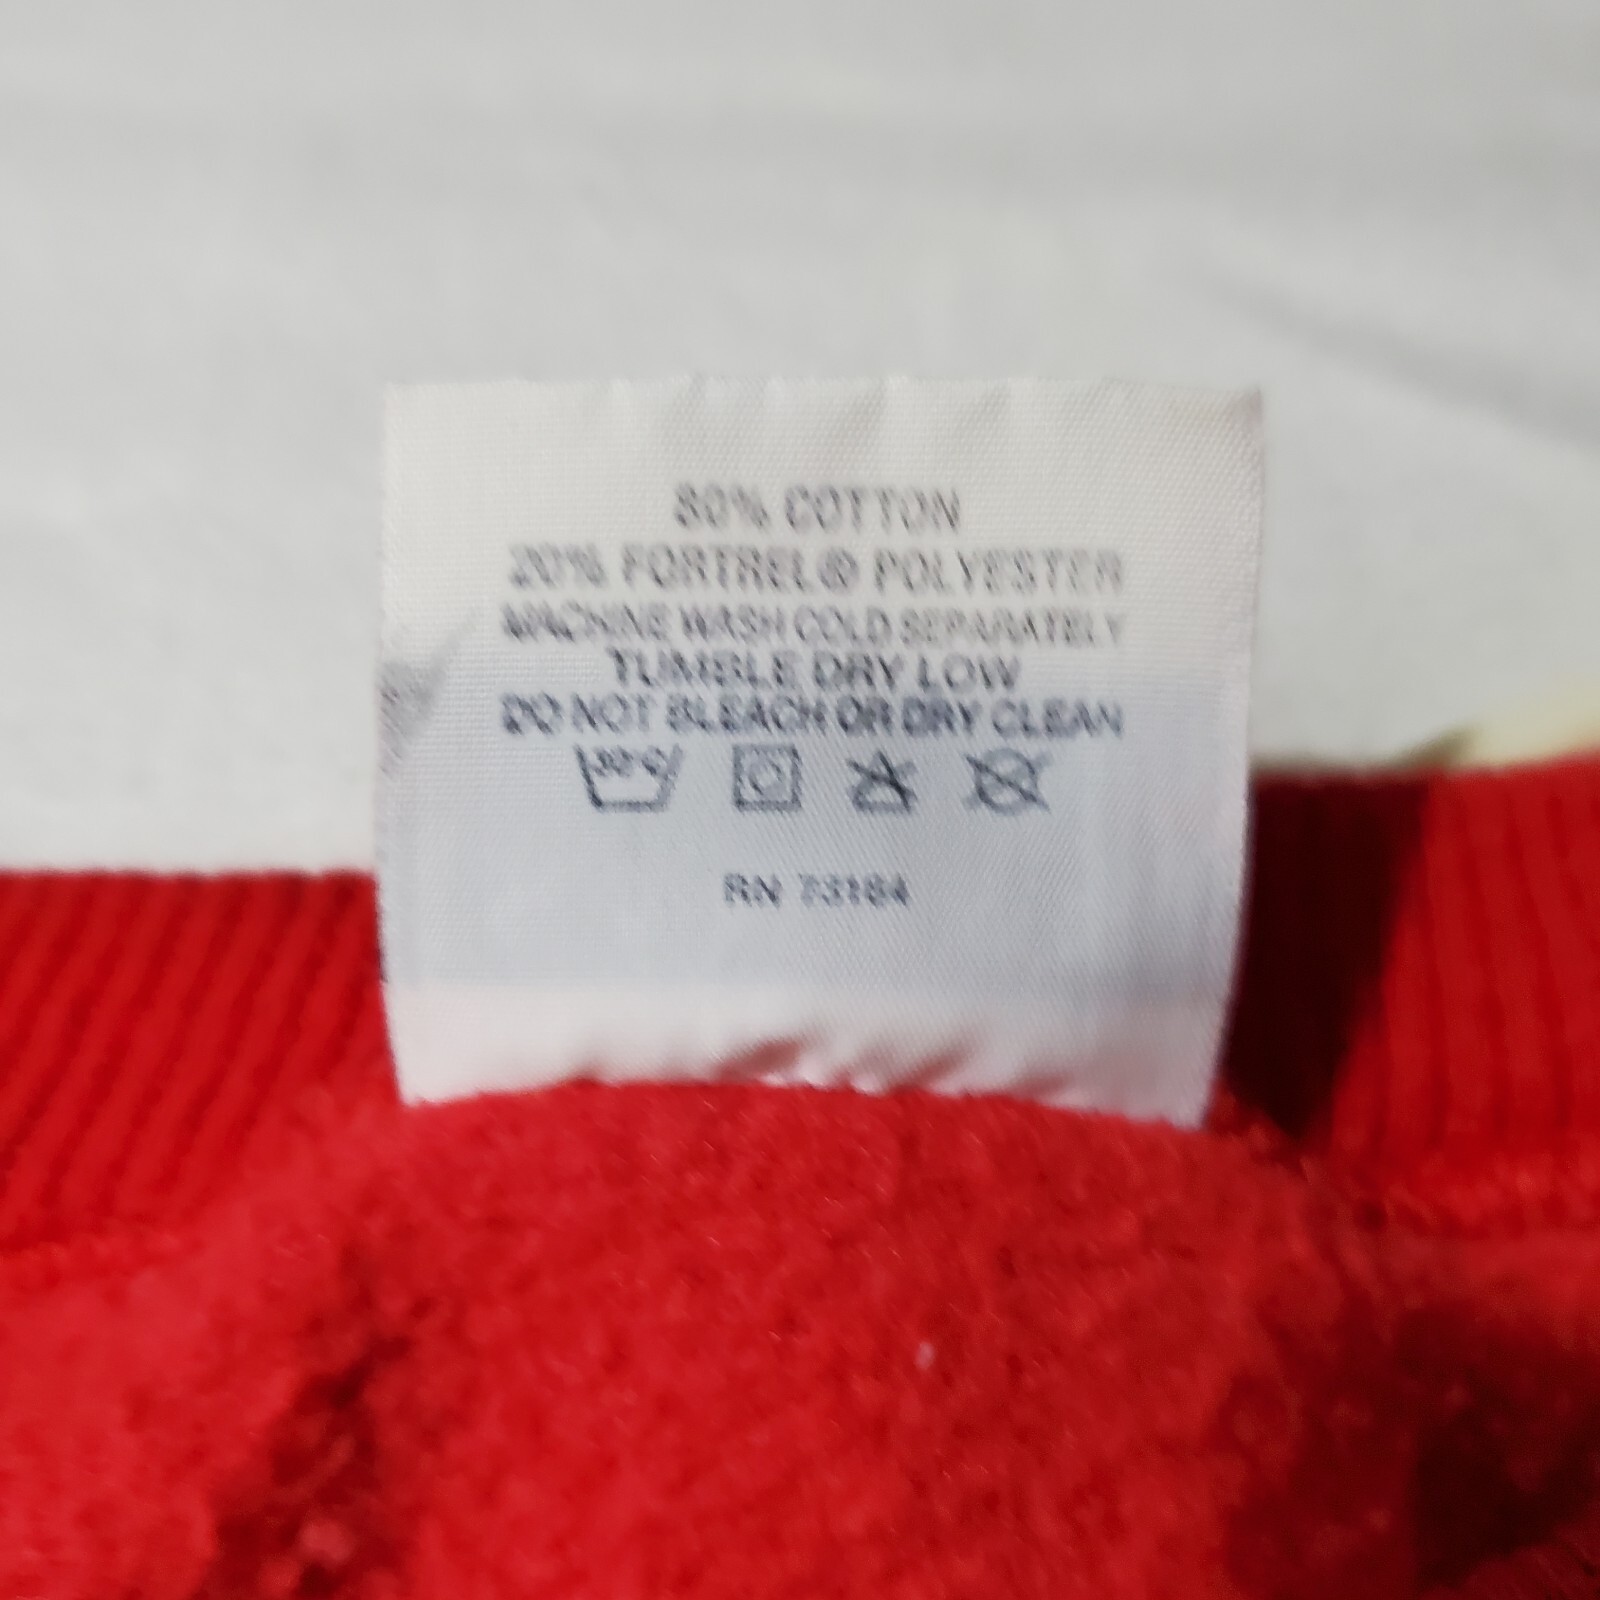 80% COTTON
20% FORTREL® POLYESTER
MACHINE WASH COLD SEPARATELY
TUMBLE DRY LOW
DO NOT BLEACH OR DRY CLEAN
30°C
RN 73184